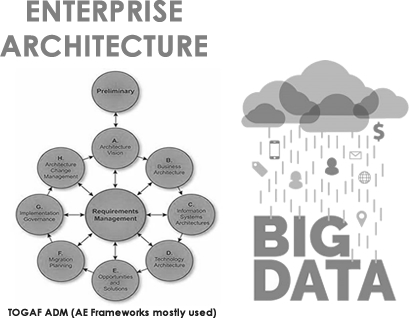 ENTERPRISE
ARCHITECTURE
Preliminary
A.
Architecture
Vision
H.
Architecture
Change
Management
B.
Business
Architecture
G.
Implementation
Governance
Requirements
Management
C.
Information
Systems
Architectures
F.
Migration
Planning
D.
Technology
Architecture
E.
Opportunities
and
Solutions
TOGAF ADM (AE Frameworks mostly used)
$
BIG
DATA